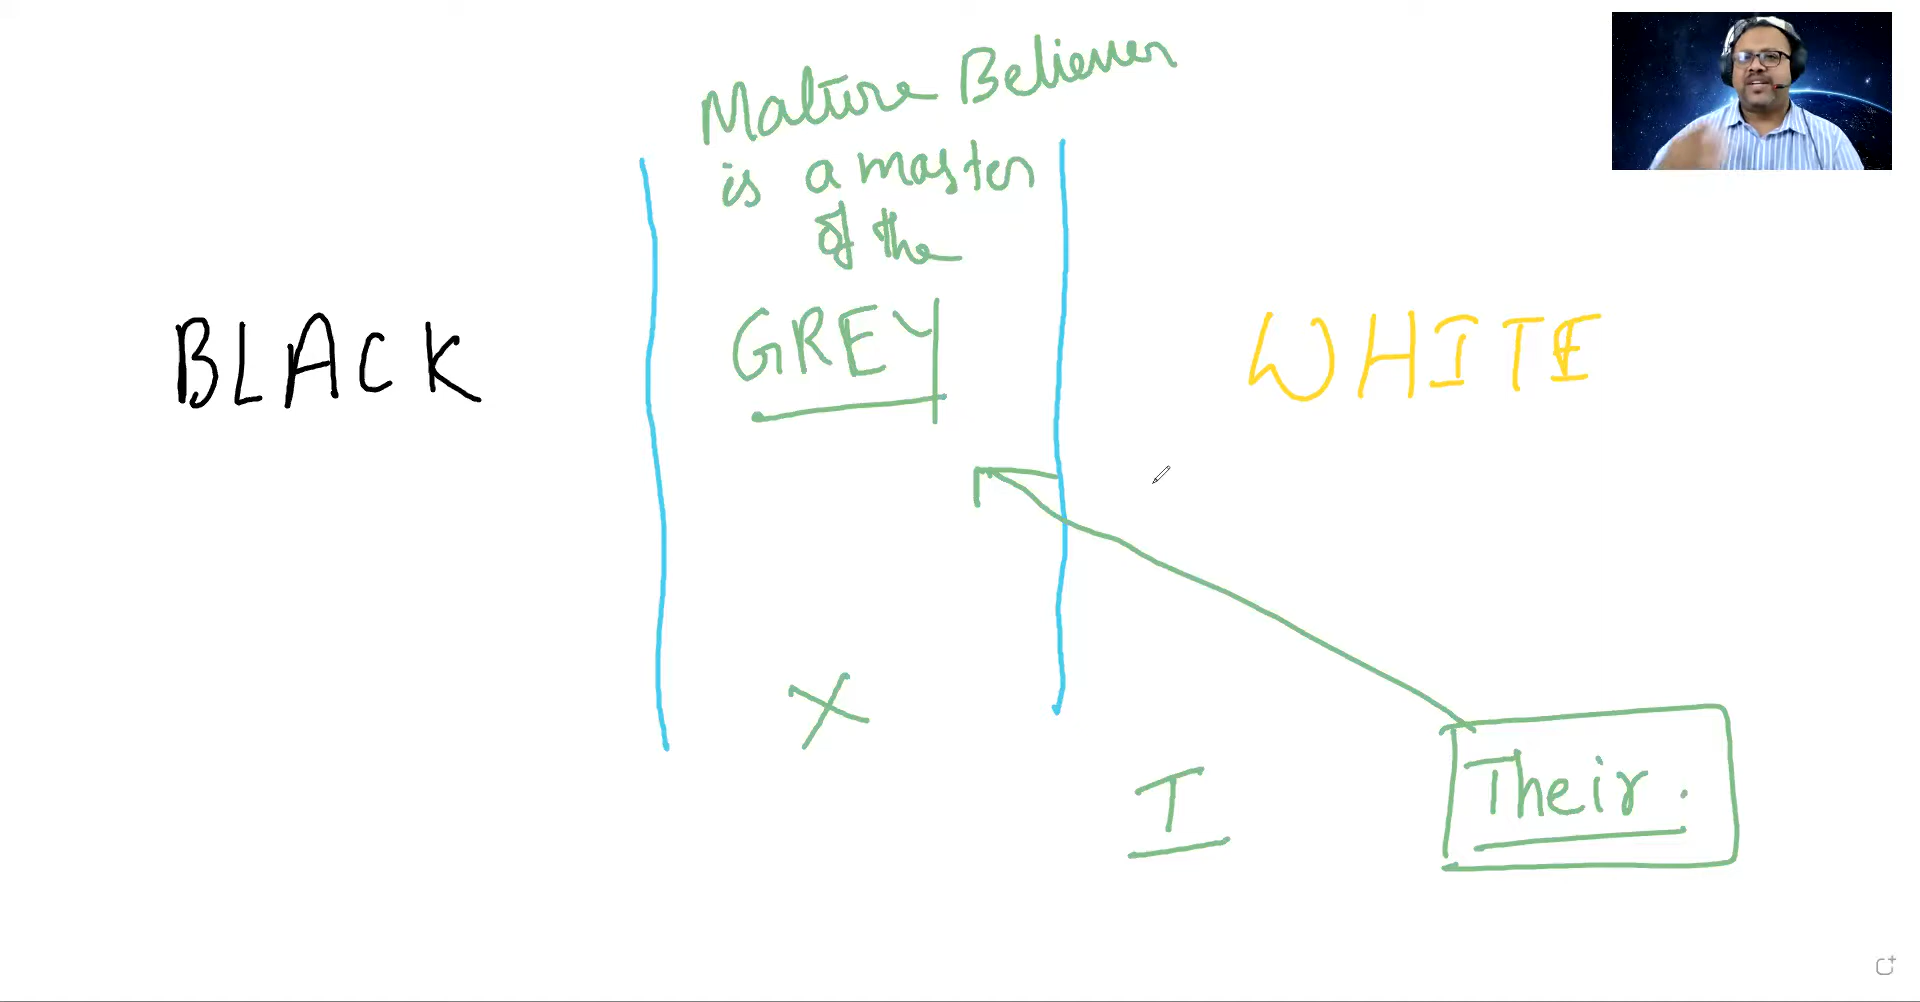 Mature Believer
is a master
of the
BLACK
GREY
WHITE
X
I
Their.